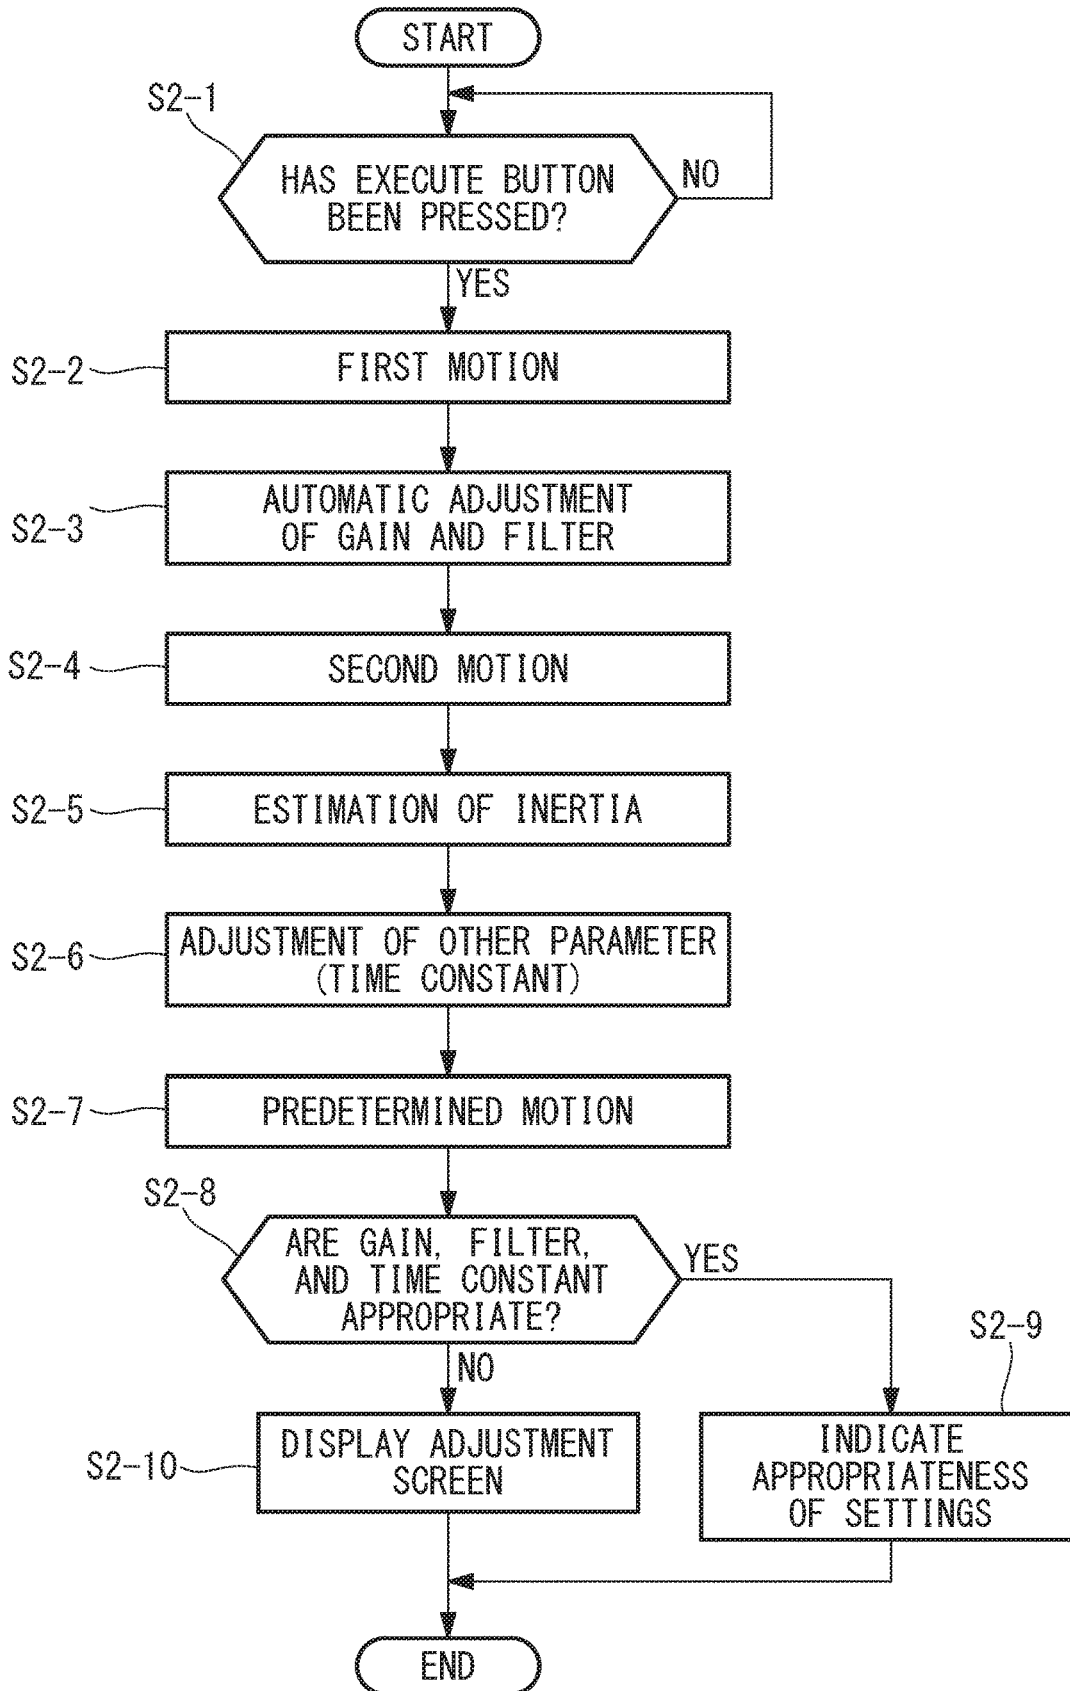 START
S2-1
HAS EXECUTE BUTTON
BEEN PRESSED?
NO
YES
S2-2
FIRST MOTION
S2-3
AUTOMATIC ADJUSTMENT
OF GAIN AND FILTER
S2-4
SECOND MOTION
S2-5
ESTIMATION OF INERTIA
S2-6
ADJUSTMENT OF OTHER PARAMETER
(TIME CONSTANT)
S2-7
PREDETERMINED MOTION
S2-8
ARE GAIN, FILTER,
AND TIME CONSTANT
APPROPRIATE?
YES
NO
S2-9
INDICATE
APPROPRIATENESS
OF SETTINGS
S2-10
DISPLAY ADJUSTMENT
SCREEN
END